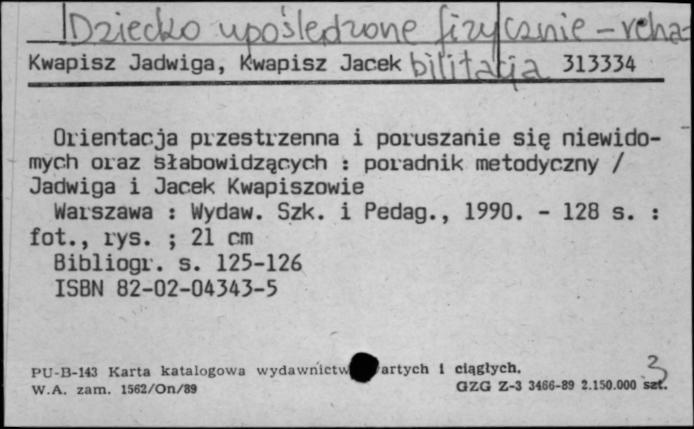 Dziecko upośledzone fizycznie - reha=
bilitacja
Kwapisz Jadwiga, Kwapisz Jacek 313334
Orientacja przestrzenna i poruszanie się niewido-
mych oraz słabowidzących : poradnik metodyczny /
Jadwiga i Jacek Kwapiszowie
Warszawa : Wydaw. Szk. i Pedag., 1990. - 128 s. :
fot., rys. ; 21 cm
Bibliogr. s. 125-126
ISBN 82-02-04343-5
3
PU-B-143 Karta katalogowa wydawnictw artych i ciągłych.
W.A. zam. 1562/On/89 GZG Z-3 3466-89 2.150.000 szt.